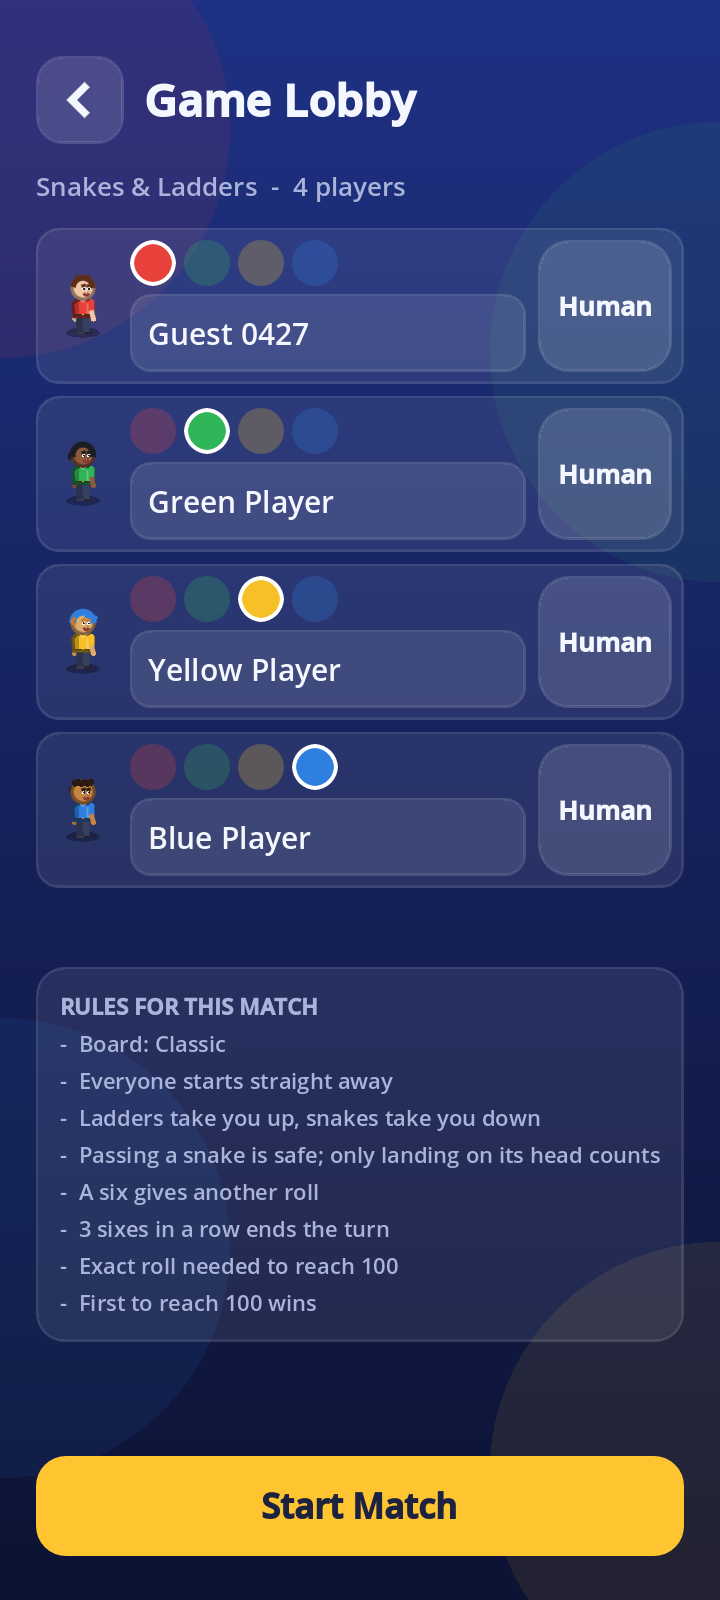 Game Lobby
Snakes & Ladders - 4 players
Guest 0427
Human
Green Player
Human
Yellow Player
Human
Blue Player
Human
RULES FOR THIS MATCH
- Board: Classic
- Everyone starts straight away
- Ladders take you up, snakes take you down
- Passing a snake is safe; only landing on its head counts
- A six gives another roll
- 3 sixes in a row ends the turn
- Exact roll needed to reach 100
- First to reach 100 wins
Start Match